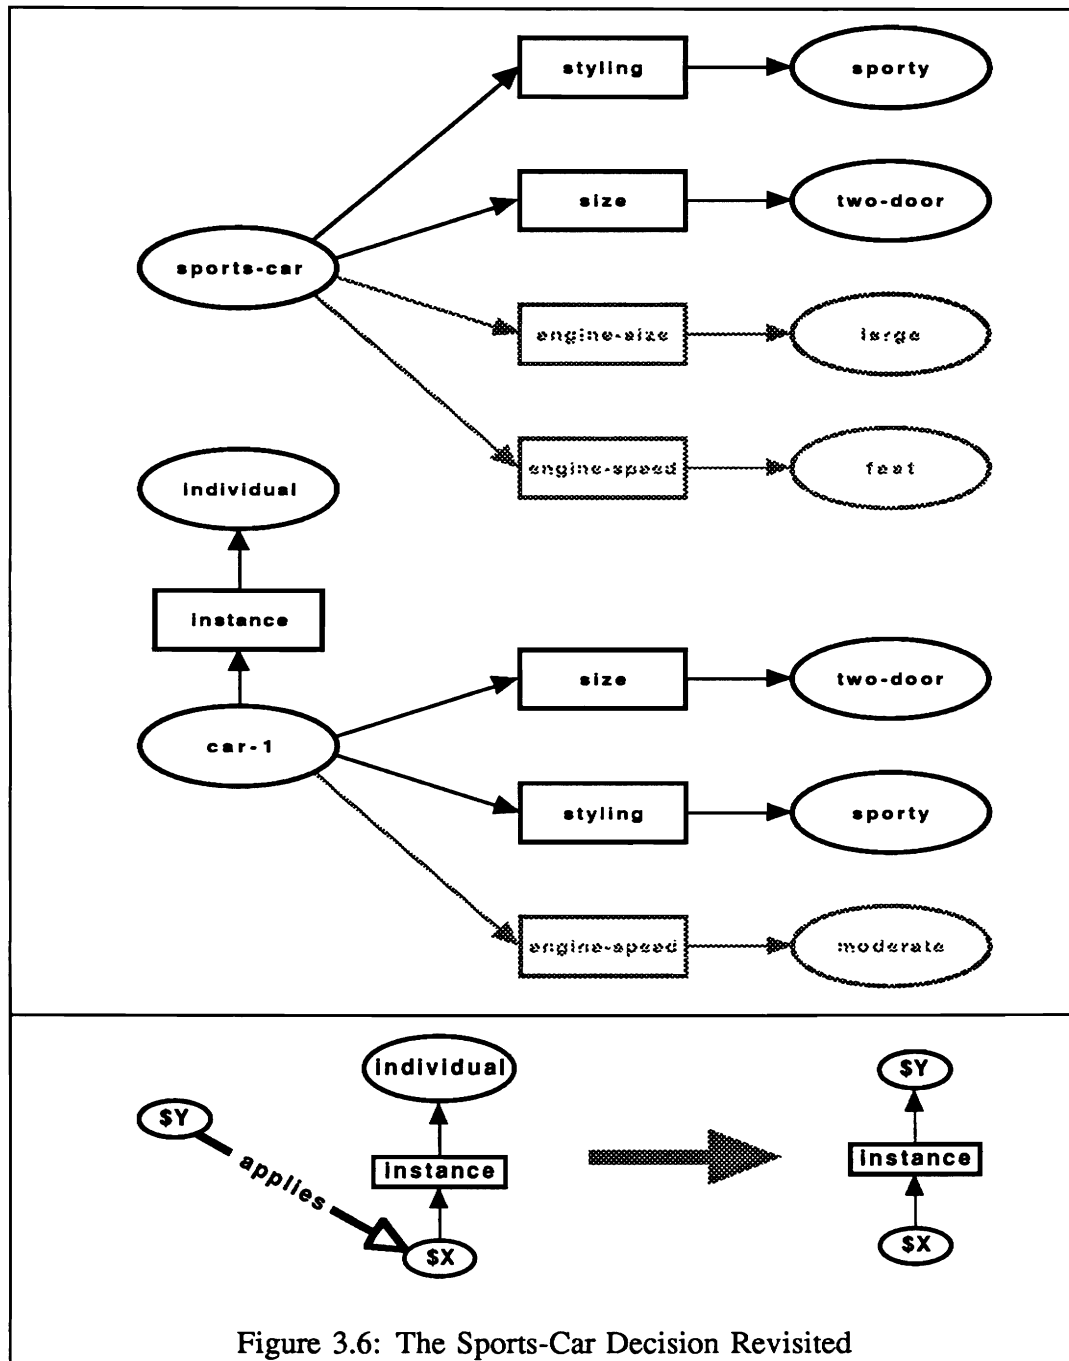 styling
sporty
size
two-door
sports-car
engine-size
large
engine-speed
fast
individual
instance
size
two-door
car-1
styling
sporty
engine-speed
moderate
individual
$Y
$Y
applies
instance
instance
$X
$X
Figure 3.6: The Sports-Car Decision Revisited